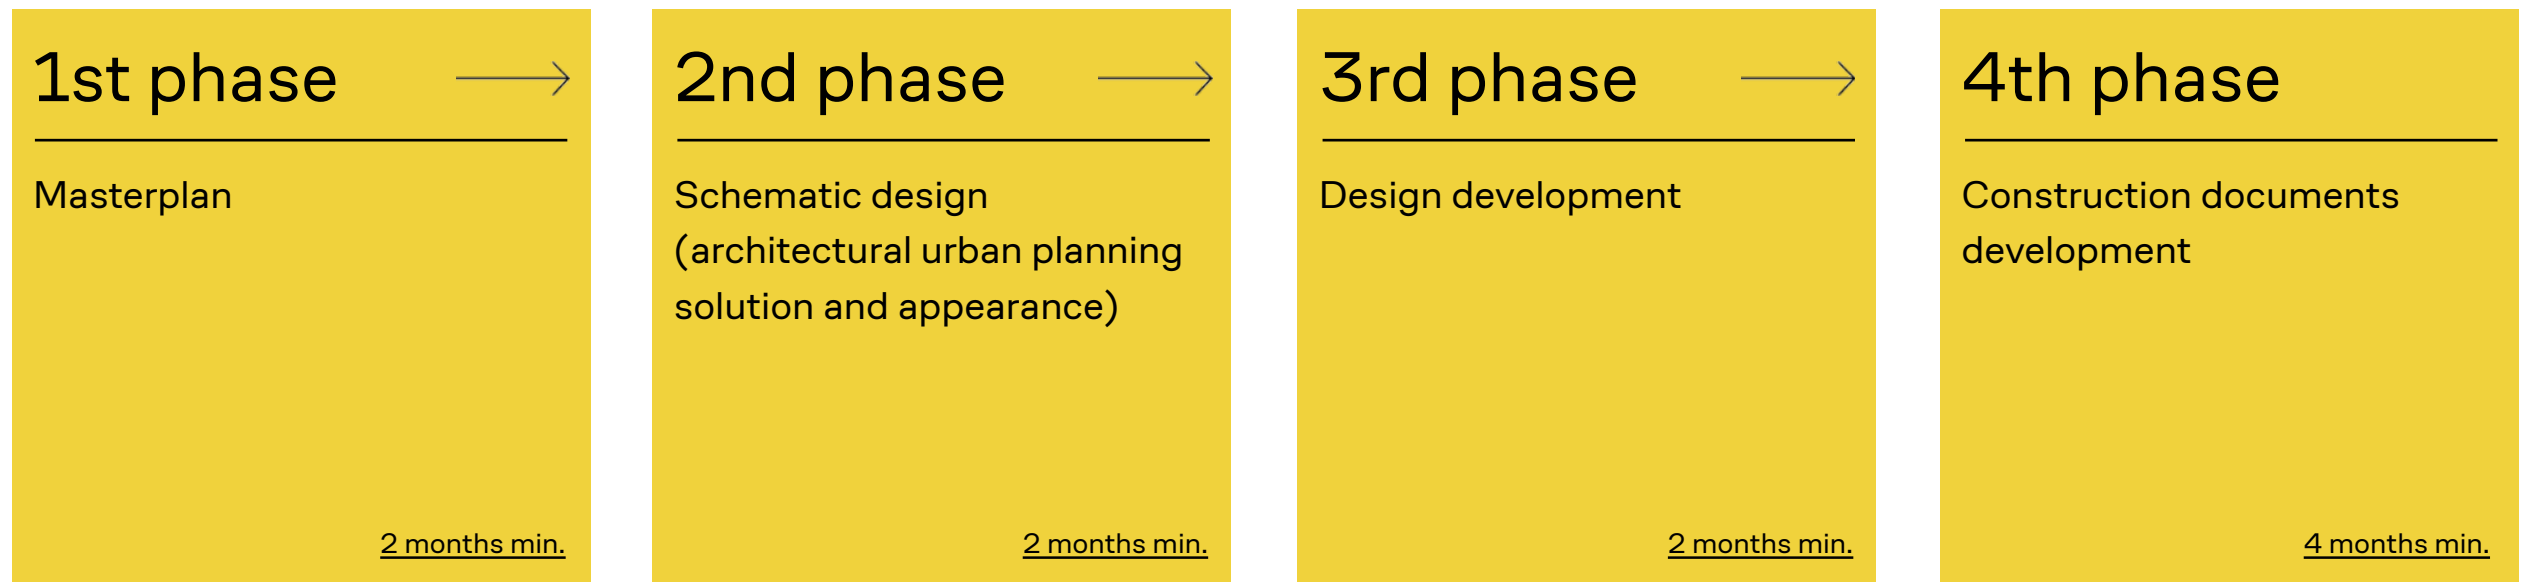 1st phase
Masterplan
2 months min.
2nd phase
Schematic design
(architectural urban planning
solution and appearance)
2 months min.
3rd phase
Design development
2 months min.
4th phase
Construction documents
development
4 months min.